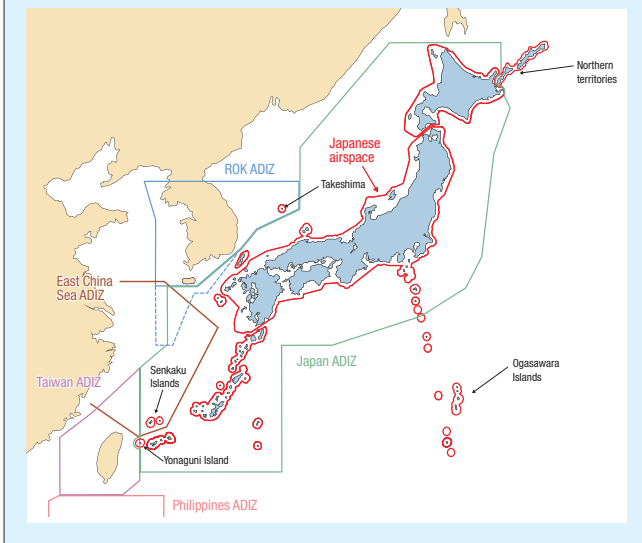 Northern
territories
Japanese
airspace
ROK ADIZ
Takeshima
East China
Sea ADIZ
Japan ADIZ
Ogasawara
Islands
Senkaku
Islands
Taiwan ADIZ
Yonaguni Island
Philippines ADIZ